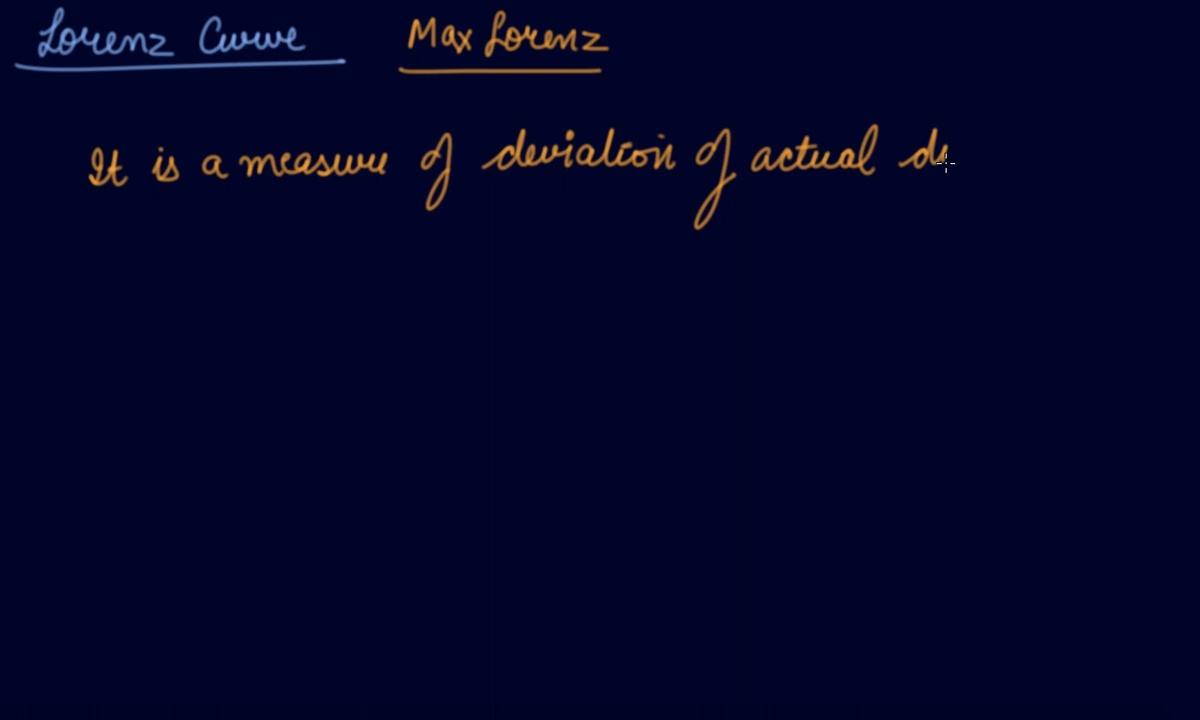 Lorenz Curve Max Lorenz
It is a measure of deviation of actual